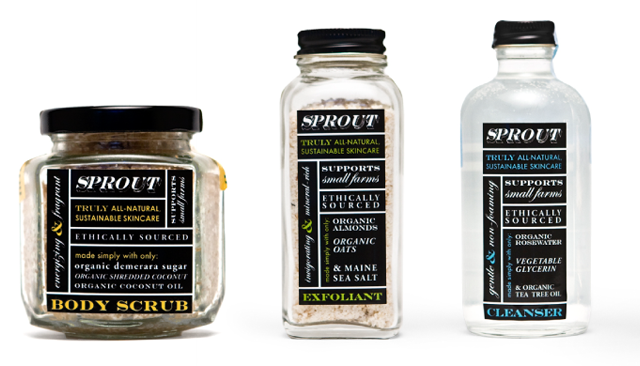 SPROUT
TRULY ALL-NATURAL
SUSTAINABLE SKINCARE
SUPPORTS
small farms
energizing & fragrant
ETHICALLY SOURCED
made simply with only:
organic demerara sugar
ORGANIC SHREDDED COCONUT
ORGANIC COCONUT OIL
BODY SCRUB
SPROUT
TRULY ALL-NATURAL,
SUSTAINABLE SKINCARE
invigorating & mineral-rich
SUPPORTS
small farms
ETHICALLY
SOURCED
made simply with only:
ORGANIC
ALMONDS
ORGANIC
OATS
& MAINE
SEA SALT
EXFOLIANT
SPROUT
TRULY ALL-NATURAL,
SUSTAINABLE SKINCARE
gentle & non-foaming
SUPPORTS
small farms
ETHICALLY
SOURCED
made simply with only:
ORGANIC
ROSEWATER
VEGETABLE
GLYCERIN
& ORGANIC
TEA TREE OIL
CLEANSER